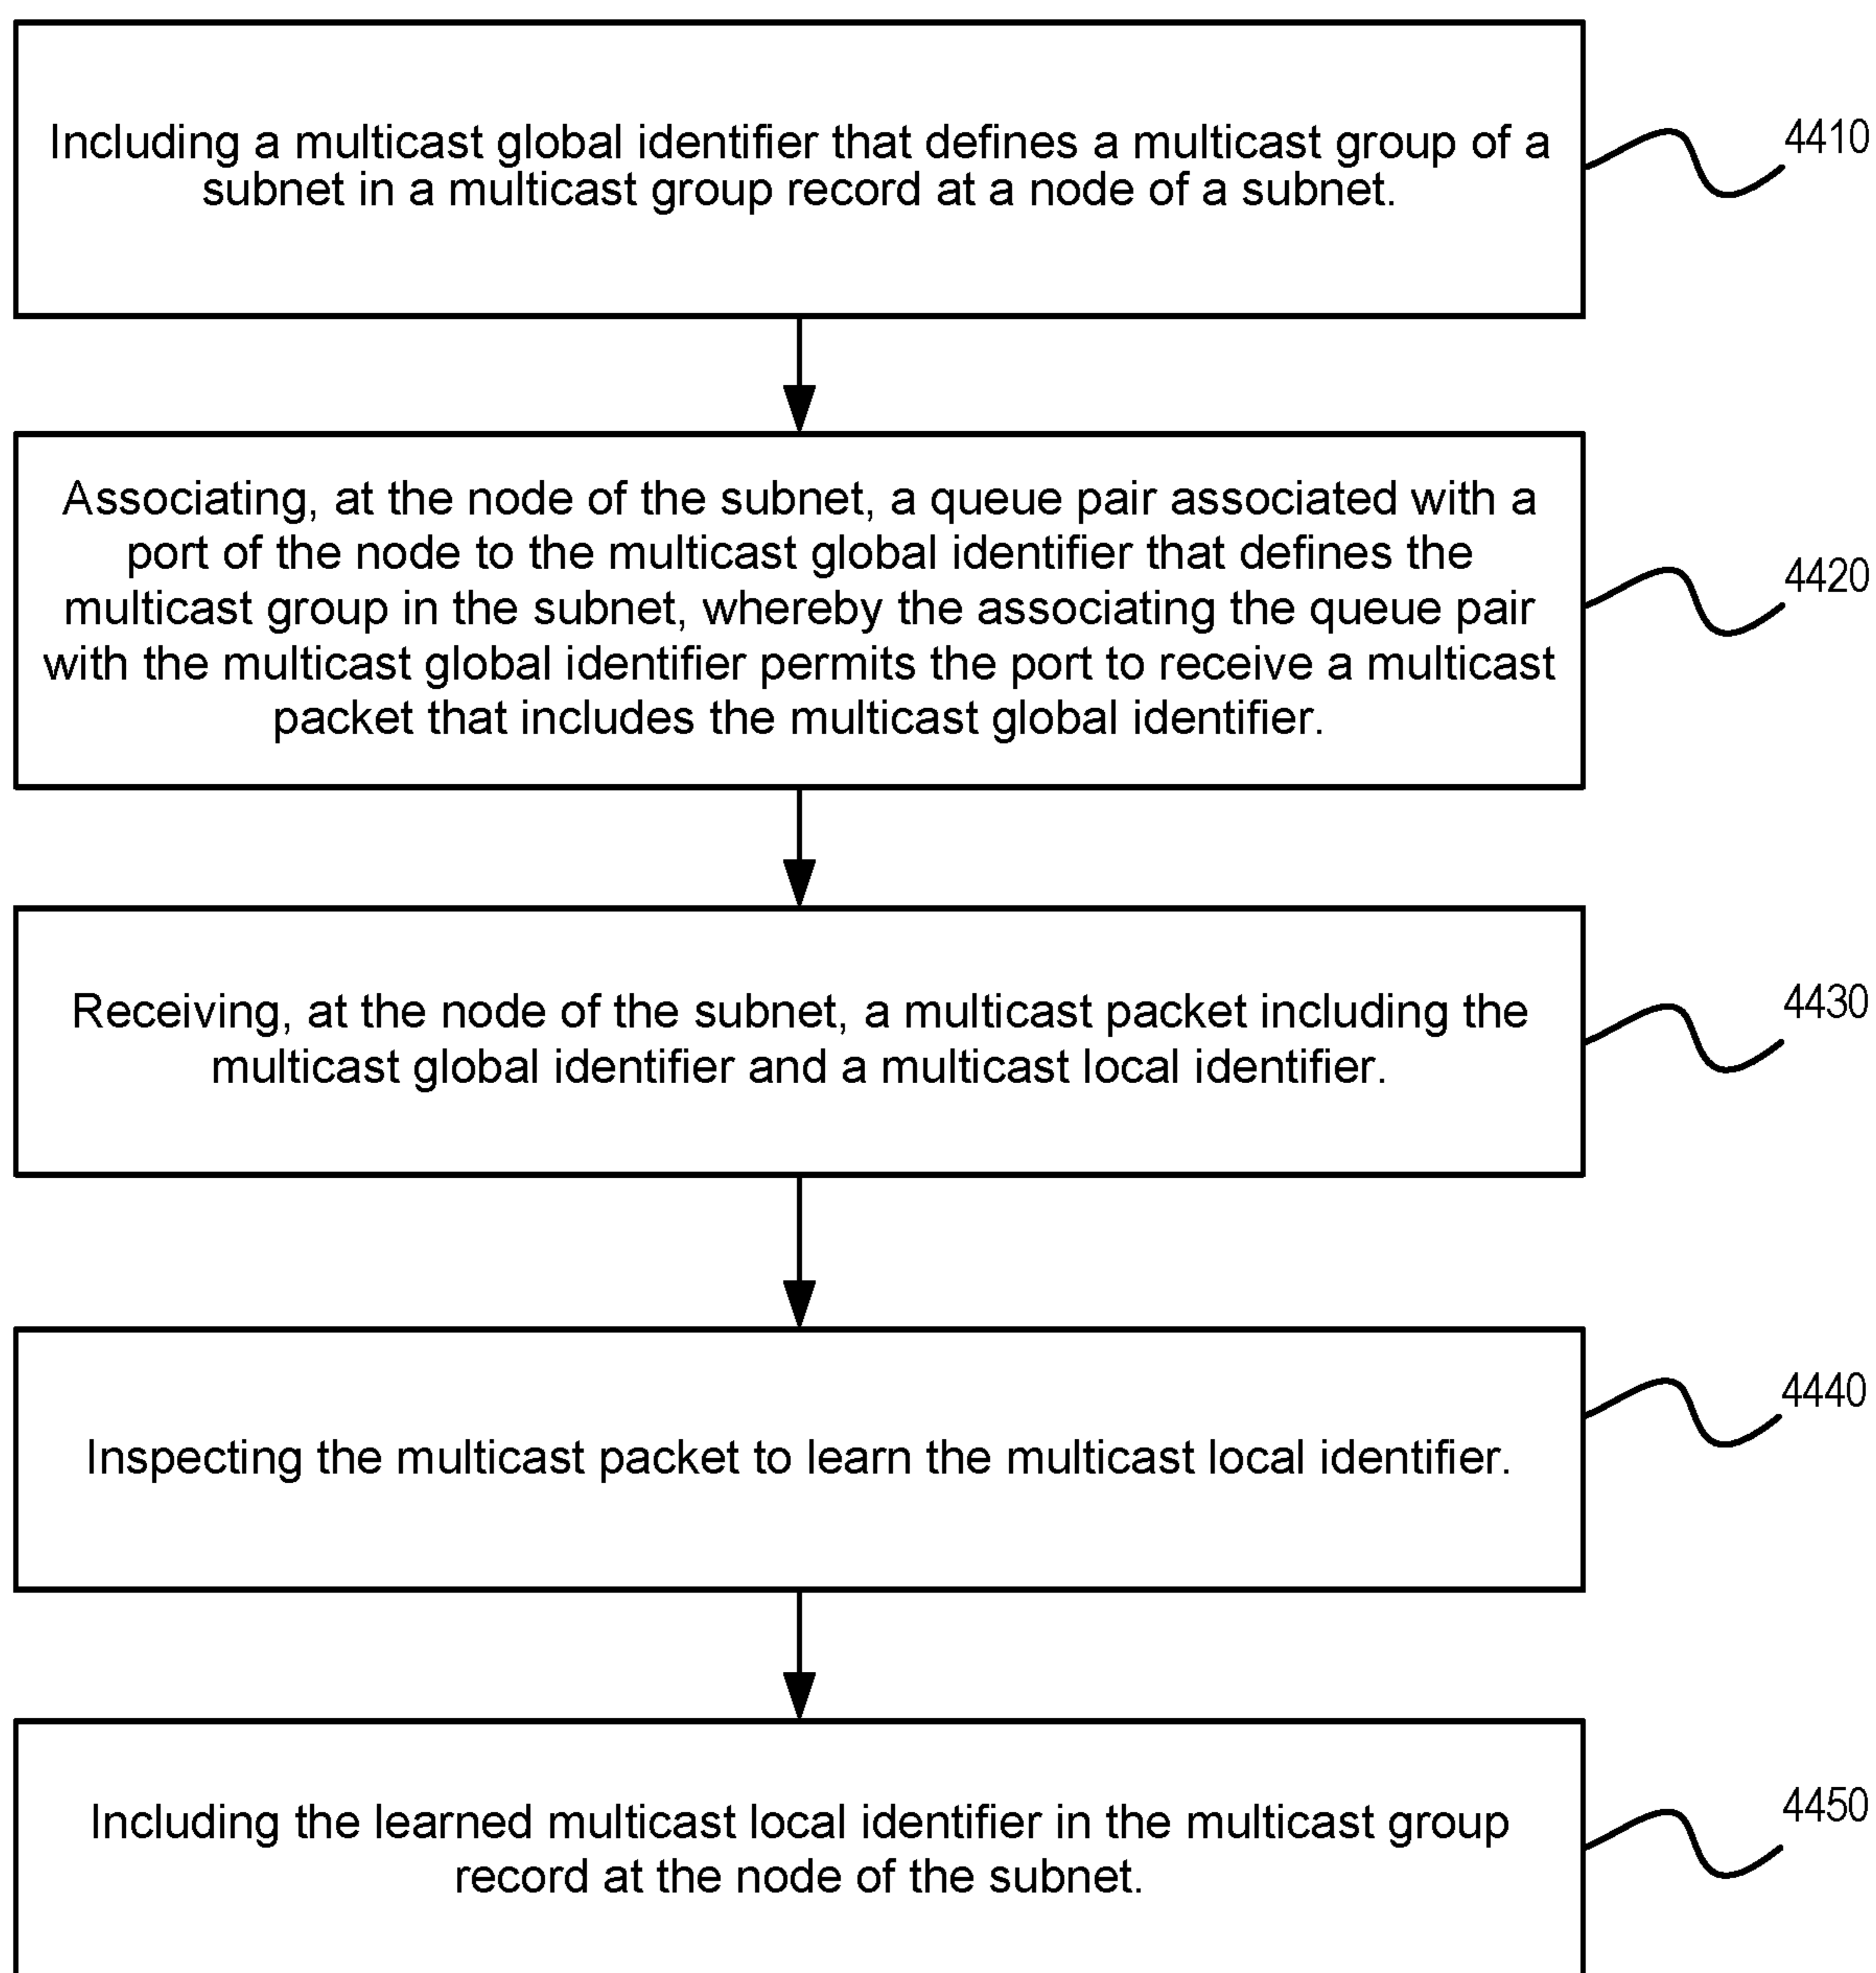 Including a multicast global identifier that defines a multicast group of a
subnet in a multicast group record at a node of a subnet.
4410
Associating, at the node of the subnet, a queue pair associated with a
port of the node to the multicast global identifier that defines the
multicast group in the subnet, whereby the associating the queue pair
with the multicast global identifier permits the port to receive a multicast
packet that includes the multicast global identifier.
4420
Receiving, at the node of the subnet, a multicast packet including the
multicast global identifier and a multicast local identifier.
4430
Inspecting the multicast packet to learn the multicast local identifier.
4440
Including the learned multicast local identifier in the multicast group
record at the node of the subnet.
4450